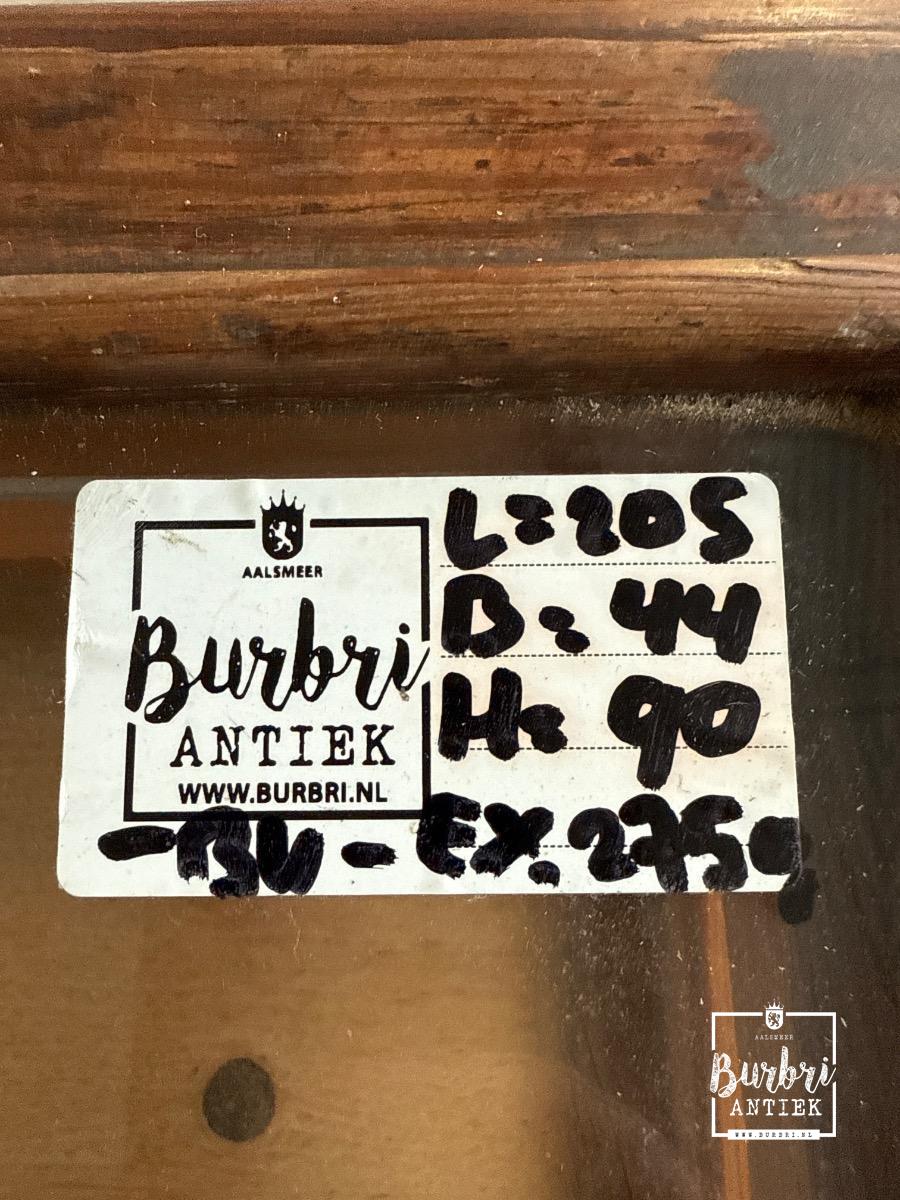 AALSMEER
Burbri
ANTIEK
WWW.BURBRI.NL
L=205
B= 44
H= 90
-BU- EX. 2750,
AALSMEER
Burbri
ANTIEK
WWW.BURBRI.NL